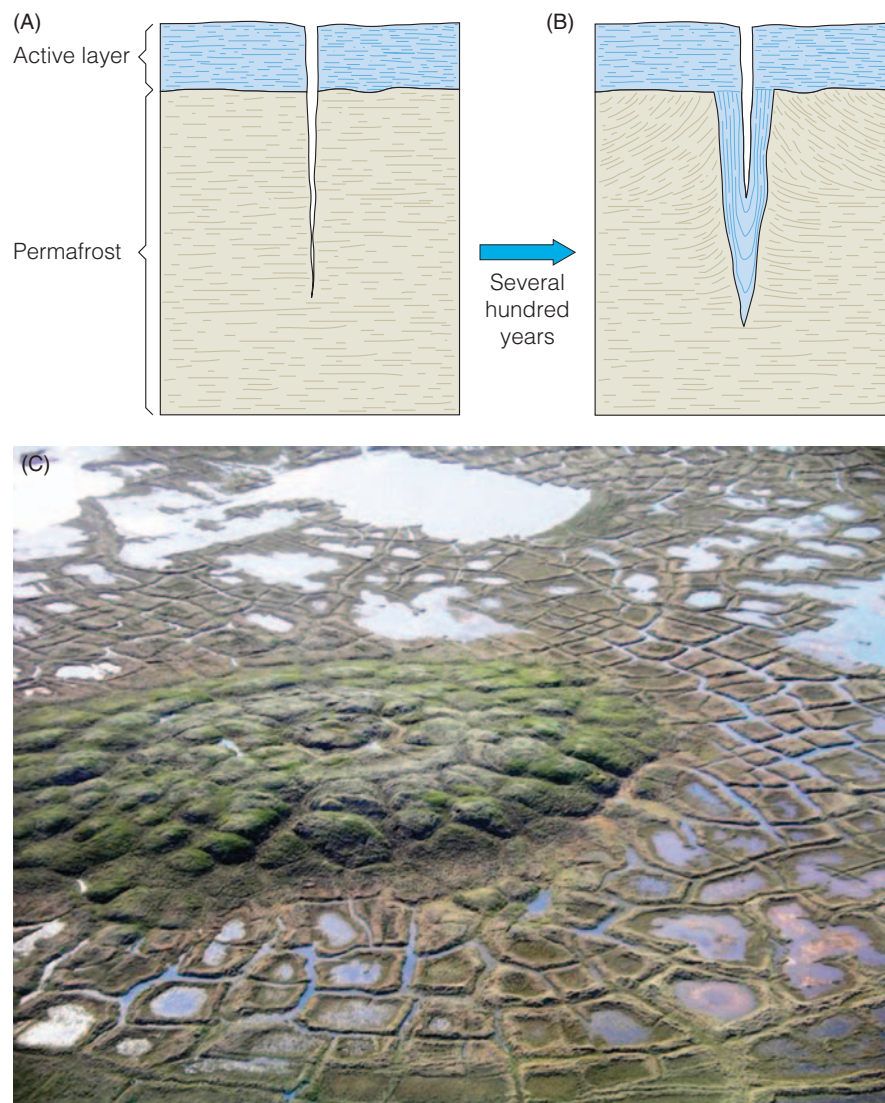 (A)
Active layer
Permafrost
Several
hundred
years
(B)
(C)